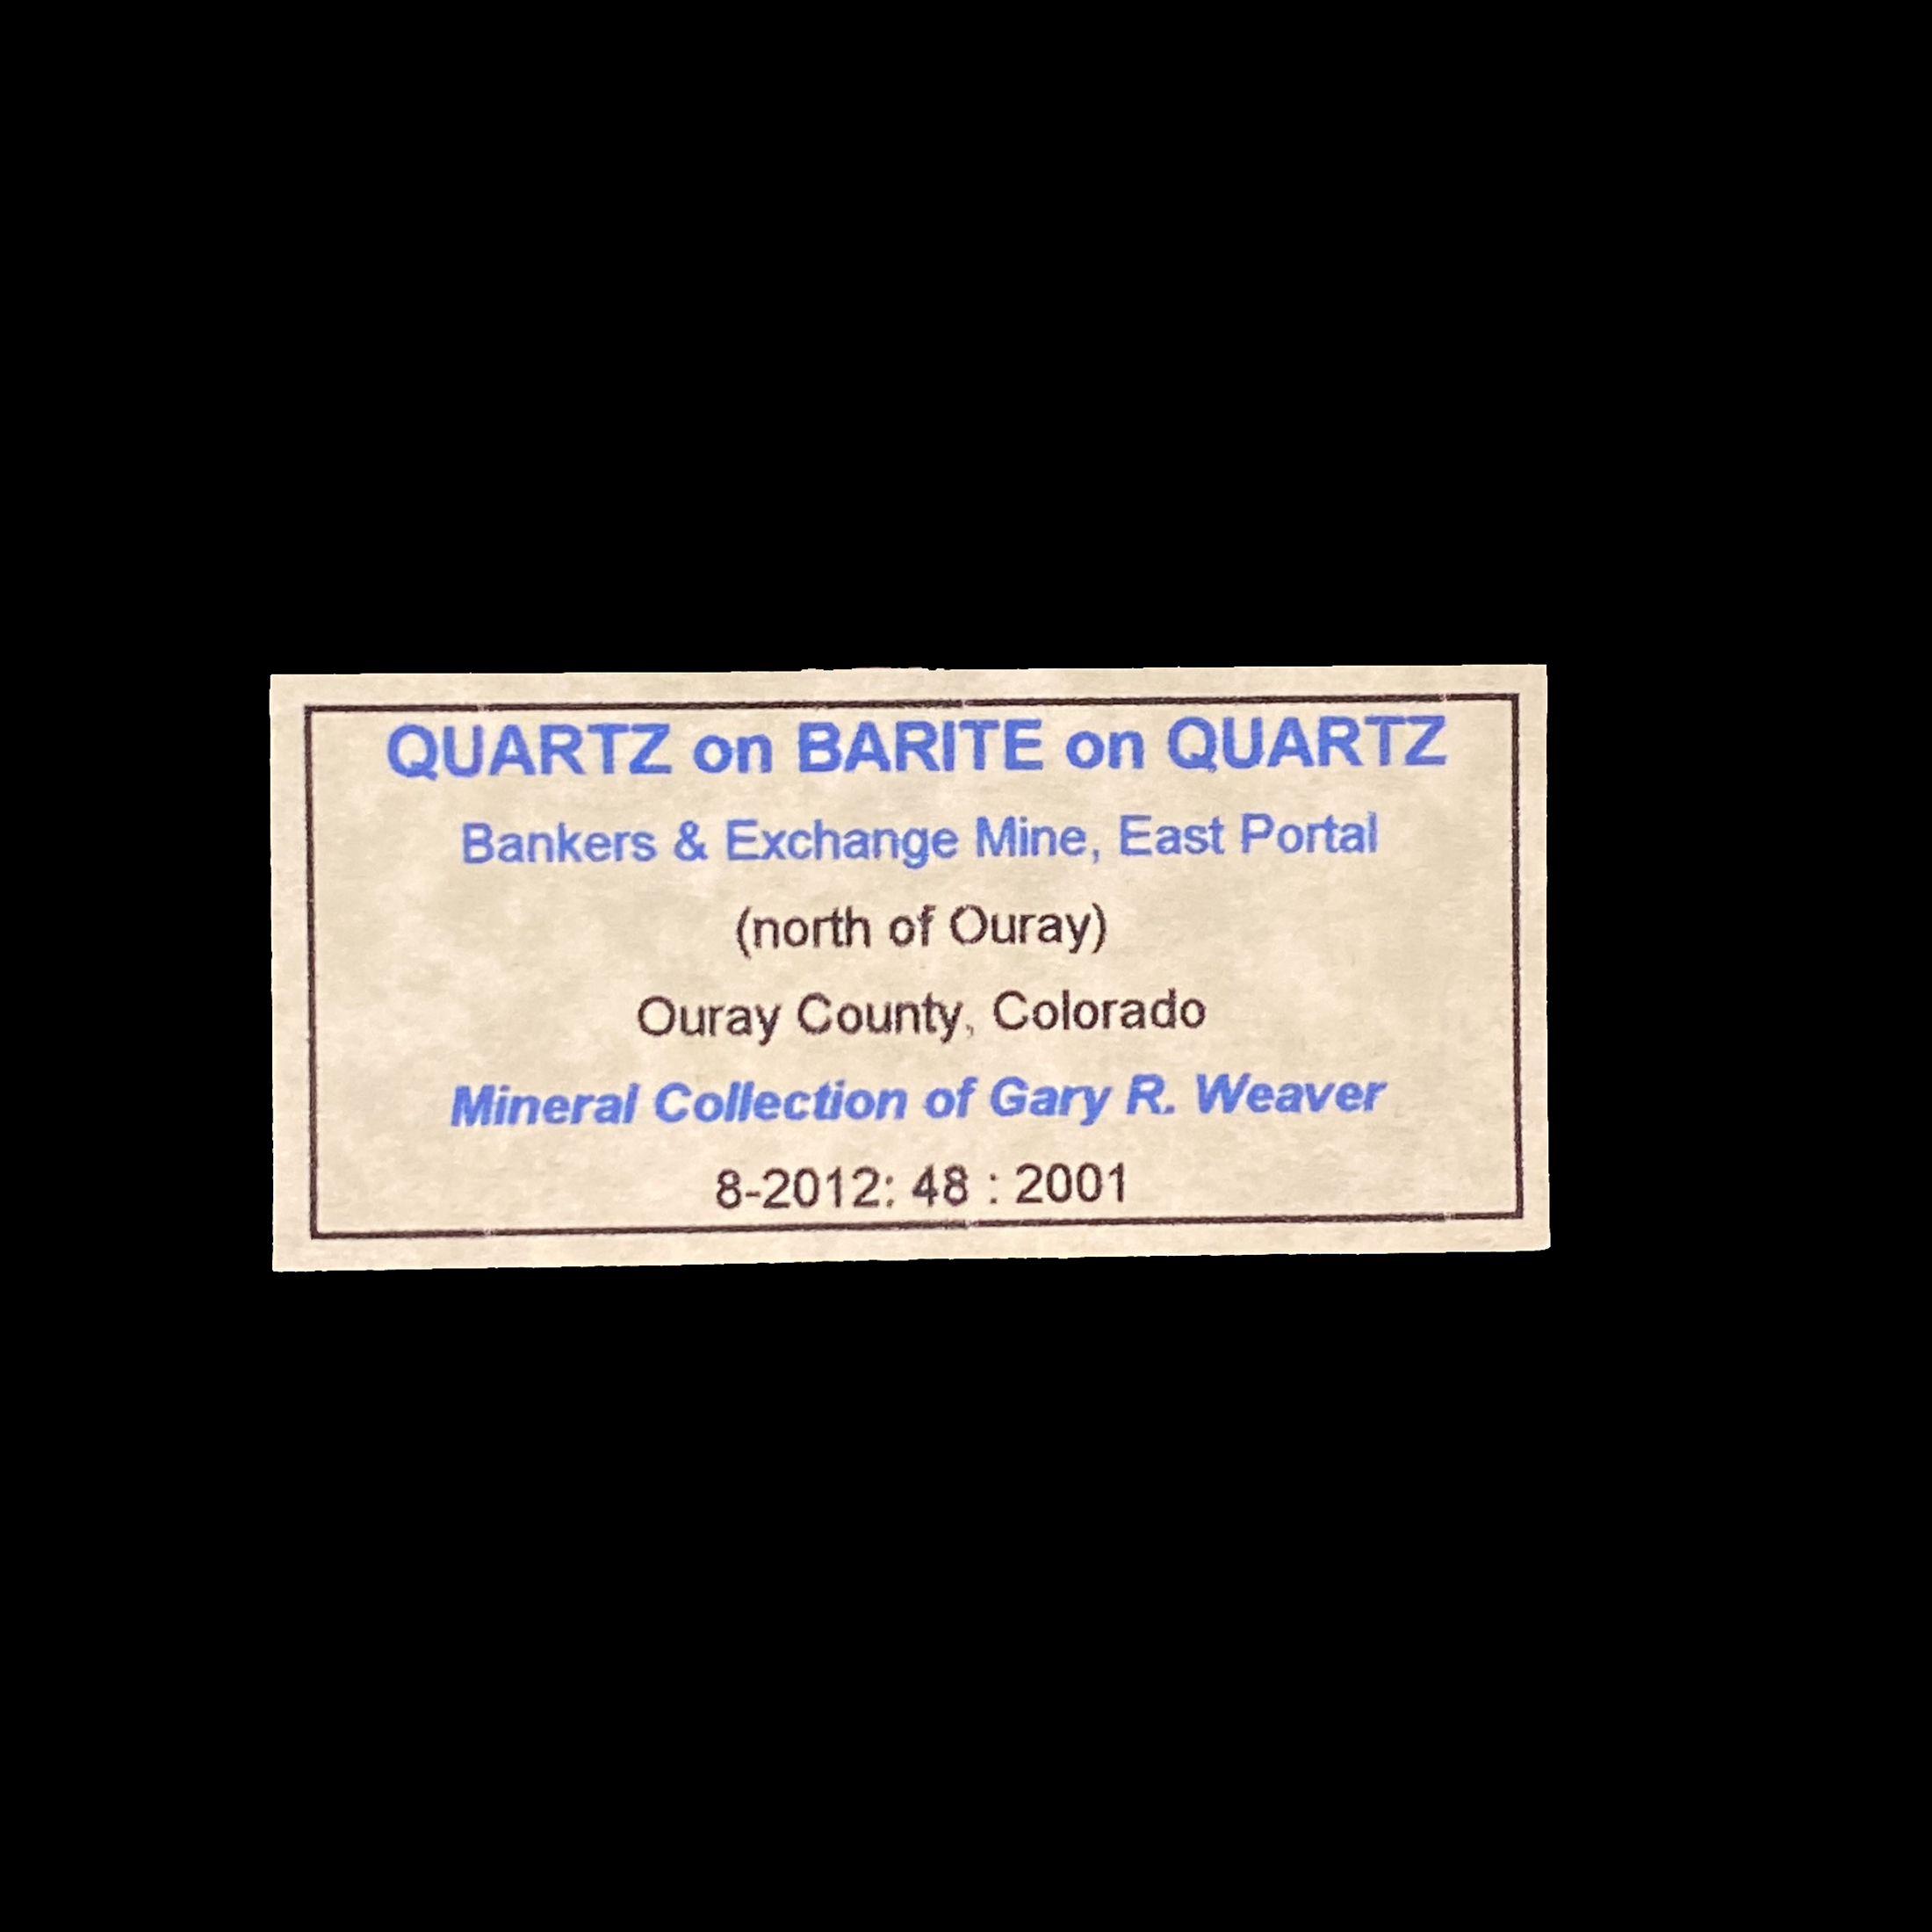 QUARTZ on BARITE on QUARTZ
Bankers & Exchange Mine, East Portal
(north of Ouray)
Ouray County, Colorado
Mineral Collection of Gary R. Weaver
8-2012: 48 : 2001